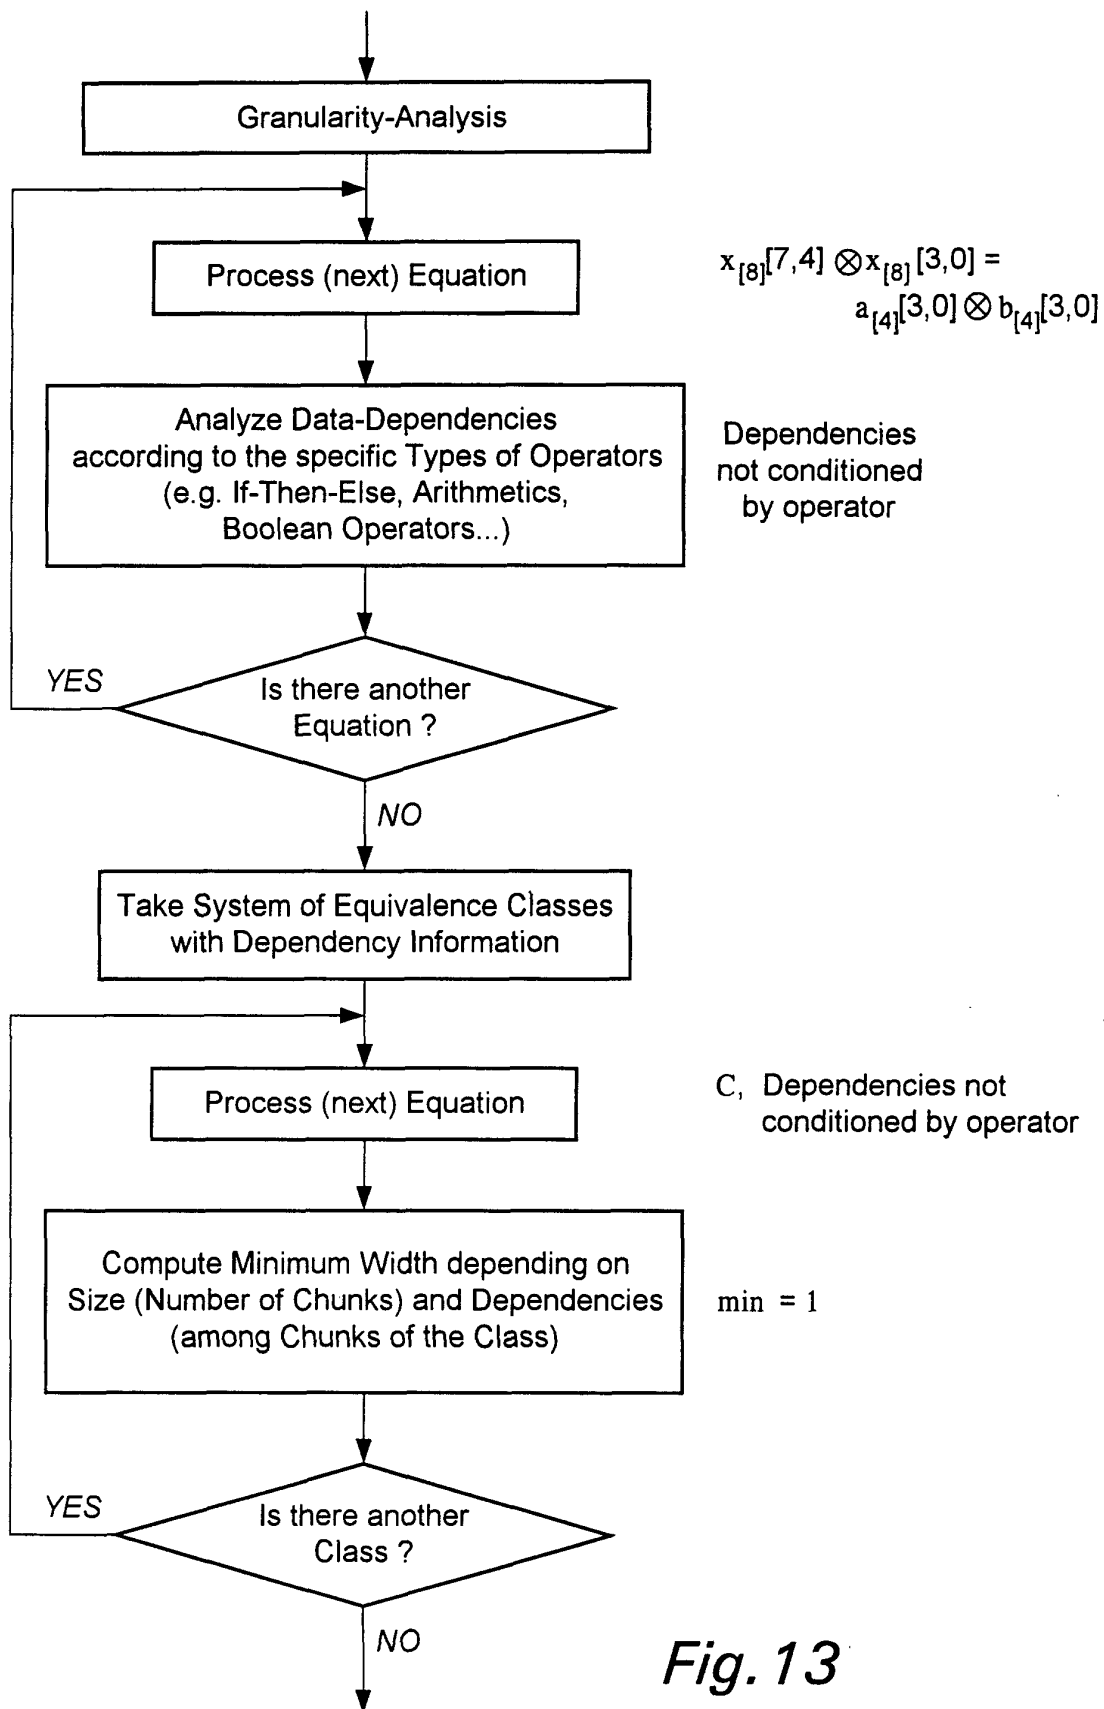 Granularity-Analysis
Process (next) Equation
x[8][7,4] ⊗x[8] [3,0] =
a[4][3,0] ⊗ b[4][3,0]
Analyze Data-Dependencies
according to the specific Types of Operators
(e.g. If-Then-Else, Arithmetics,
Boolean Operators...)
Dependencies
not conditioned
by operator
YES
Is there another
Equation ?
NO
Take System of Equivalence Classes
with Dependency Information
Process (next) Equation
C, Dependencies not
conditioned by operator
Compute Minimum Width depending on
Size (Number of Chunks) and Dependencies
(among Chunks of the Class)
min = 1
YES
Is there another
Class ?
NO
Fig. 13